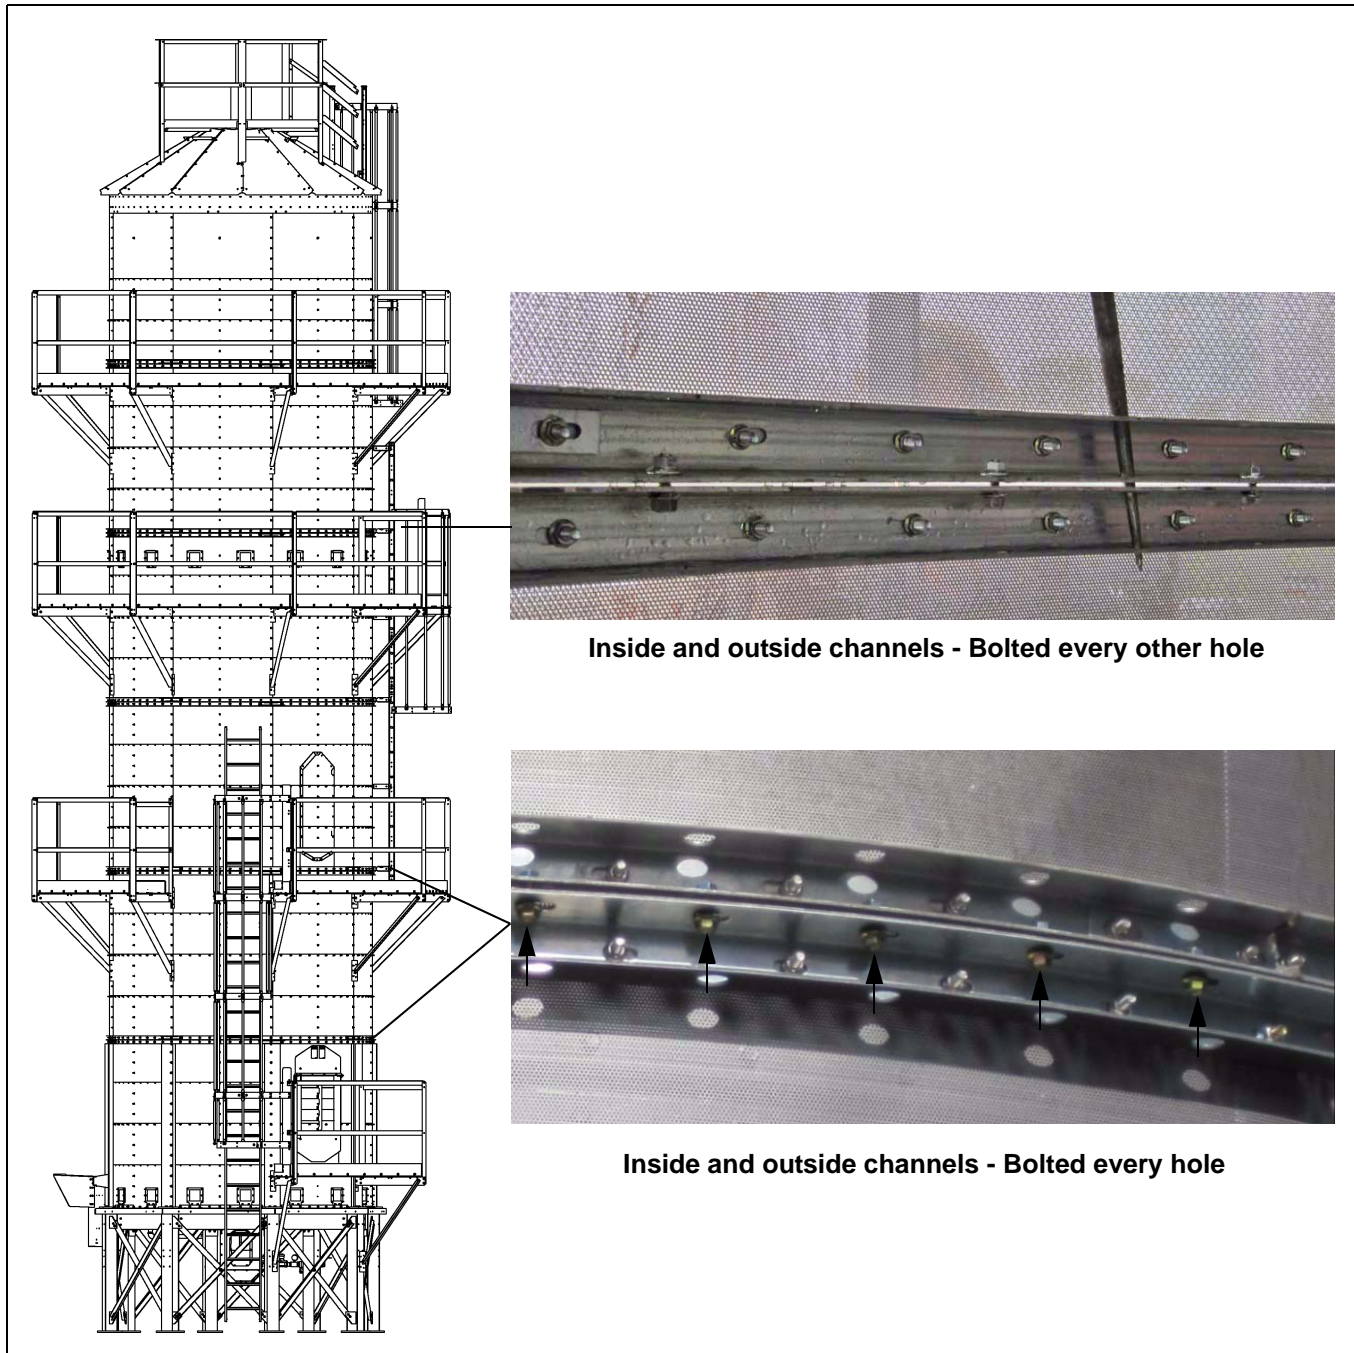 Inside and outside channels - Bolted every other hole
Inside and outside channels - Bolted every hole